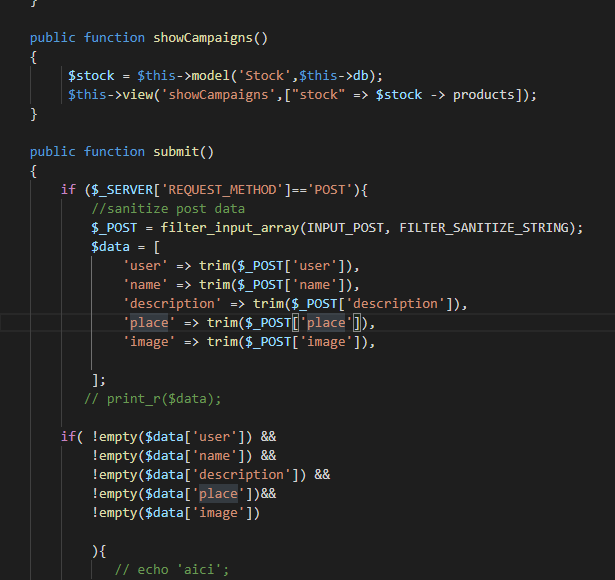 }
public function showCampaigns()
{
$stock = $this->model('Stock',$this->db);
$this->view('showCampaigns',["stock" => $stock -> products]);
}
public function submit()
{
if ($_SERVER['REQUEST_METHOD']=='POST'){
//sanitize post data
$_POST = filter_input_array(INPUT_POST, FILTER_SANITIZE_STRING);
$data = [
'user' => trim($_POST['user']),
'name' => trim($_POST['name']),
'description' => trim($_POST['description']),
'place' => trim($_POST['place']),
'image' => trim($_POST['image']),
];
// print_r($data);
if( !empty($data['user']) &&
!empty($data['name']) &&
!empty($data['description']) &&
!empty($data['place'])&&
!empty($data['image'])
){
// echo 'aici';